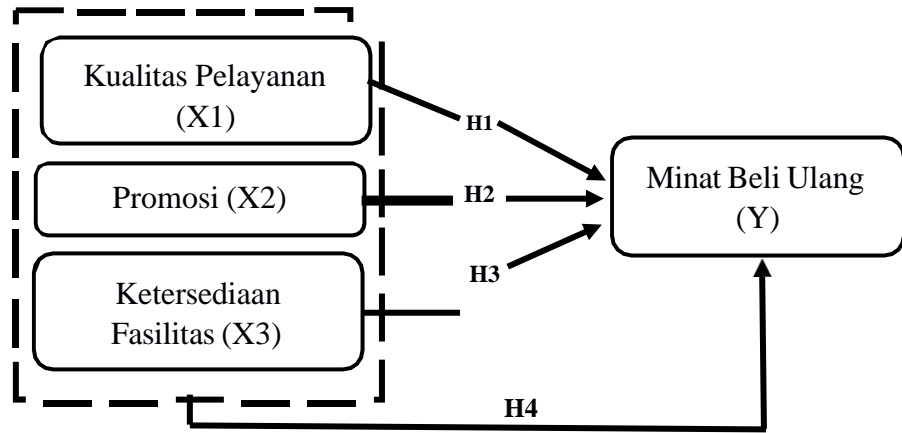 Kualitas Pelayanan
(X1)
H1
Promosi (X2)
H2
Minat Beli Ulang
(Y)
H3
Ketersediaan
Fasilitas (X3)
H4